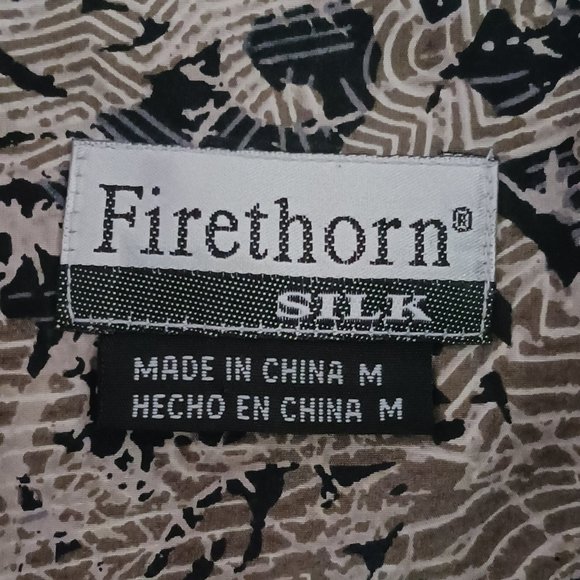 Firethorn®
SILK
MADE IN CHINA M
HECHO EN CHINA M